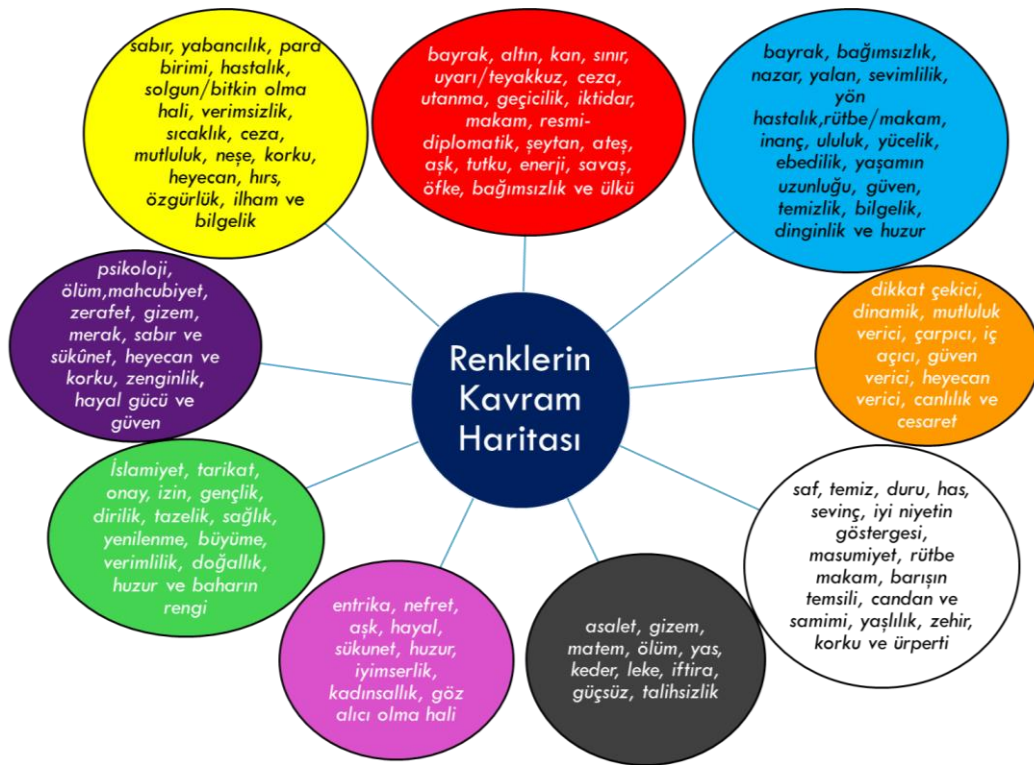 sabır, yabancılık, para
birimi, hastalık,
solgun/bitkin olma
hali, verimsizlik,
sıcaklık, ceza,
mutluluk, neşe, korku,
heyecan, hırs,
özgürlük, ilham ve
bilgelik
bayrak, altın, kan, sınır,
uyarı/teyakkuz, ceza,
utanma, geçicilik, iktidar,
makam, resmi-
diplomatik, şeytan, ateş,
aşk, tutku, enerji, savaş,
öfke, bağımsızlık ve ülkü
bayrak, bağımsızlık,
nazar, yalan, sevimlilik,
yön
hastalık,rütbe/makam,
inanç, ululuk, yücelik,
ebedilik, yaşamın
uzunluğu, güven,
temizlik, bilgelik,
dinginlik ve huzur
psikoloji,
ölüm,mahcubiyet,
zerafet, gizem,
merak, sabır ve
sükûnet, heyecan ve
korku, zenginlik,
hayal gücü ve
güven
Renklerin
Kavram
Haritası
dikkat çekici,
dinamik, mutluluk
verici, çarpıcı, iç
açıcı, güven
verici, heyecan
verici, canlılık ve
cesaret
İslamiyet, tarikat,
onay, izin, gençlik,
dirilik, tazelik, sağlık,
yenilenme, büyüme,
verimlilik, doğallık,
huzur ve baharın
rengi
saf, temiz, duru, has,
sevinç, iyi niyetin
göstergesi,
masumiyet, rütbe
makam, barışın
temsili, candan ve
samimi, yaşlılık, zehir,
korku ve ürperti
entrika, nefret,
aşk, hayal,
sükunet, huzur,
iyimserlik,
kadınsallık, göz
alıcı olma hali
asalet, gizem,
matem, ölüm, yas,
keder, leke, iftira,
güçsüz, talihsizlik